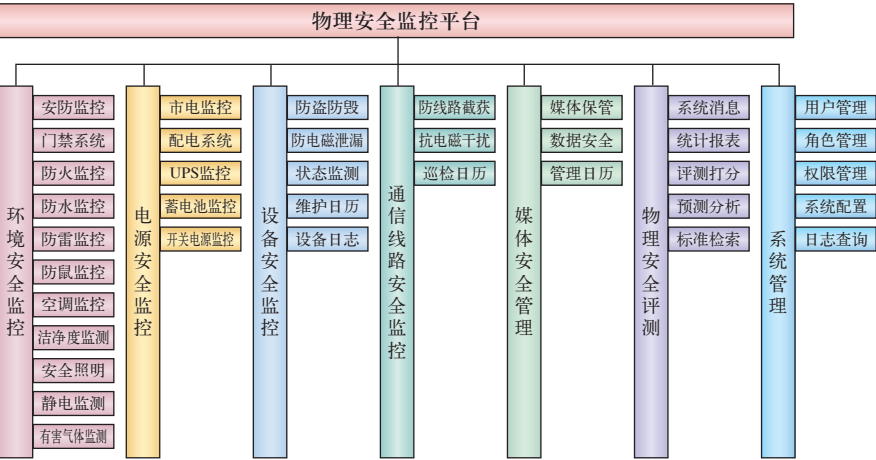 物理安全监控平台
环境安全监控
安防监控
门禁系统
防火监控
防水监控
防雷监控
防鼠监控
空调监控
洁净度监测
安全照明
静电监测
有害气体监测
电源安全监控
市电监控
配电系统
UPS监控
蓄电池监控
开关电源监控
设备安全监控
防盗防毁
防电磁泄漏
状态监测
维护日历
设备日志
通信线路安全监控
防线路截获
抗电磁干扰
巡检日历
媒体安全管理
媒体保管
数据安全
管理日历
物理安全评测
系统消息
统计报表
评测打分
预测分析
标准检索
系统管理
用户管理
角色管理
权限管理
系统配置
日志查询